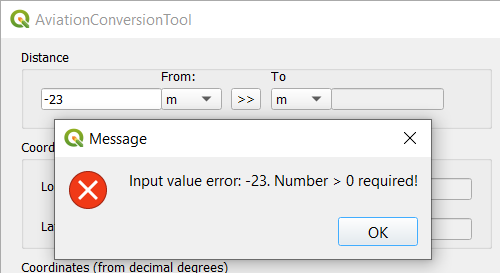 AviationConversionTool
Distance
From: To
-23 m >> m
Message
Input value error: -23. Number > 0 required!
OK
Coord
Lo
La
Coordinates (from decimal degrees)